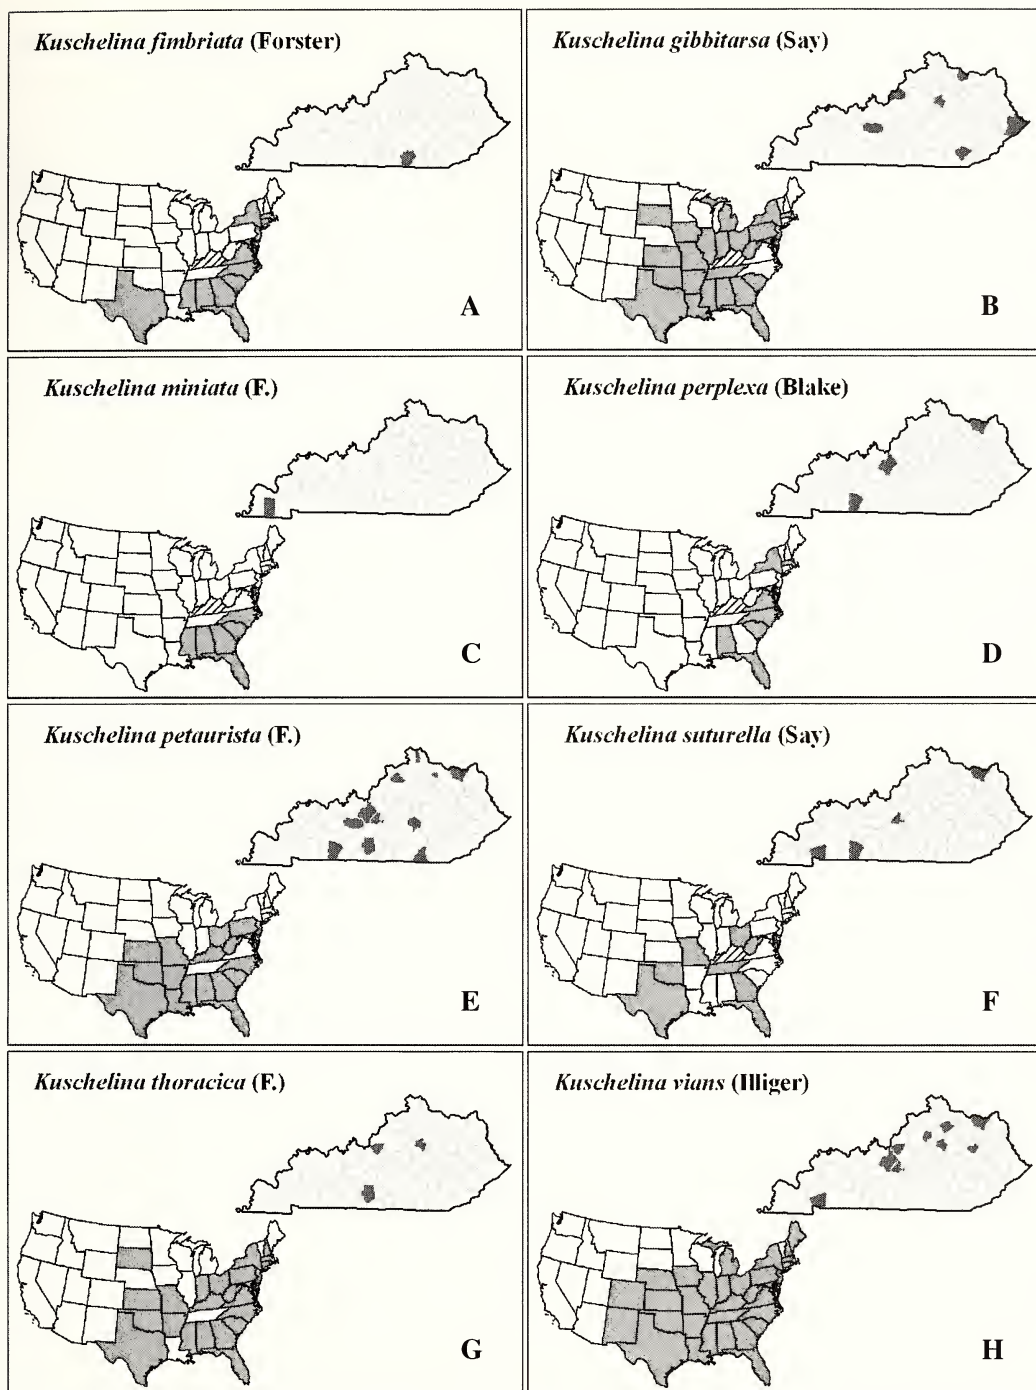 Kuschelina fimbriata (Forster)
A
Kuschelina gibbitarsa (Say)
B
Kuschelina miniata (F.)
C
Kuschelina perplexa (Blake)
D
Kuschelina petaurista (F.)
E
Kuschelina suturella (Say)
F
Kuschelina thoracica (F.)
G
Kuschelina vians (Illiger)
H